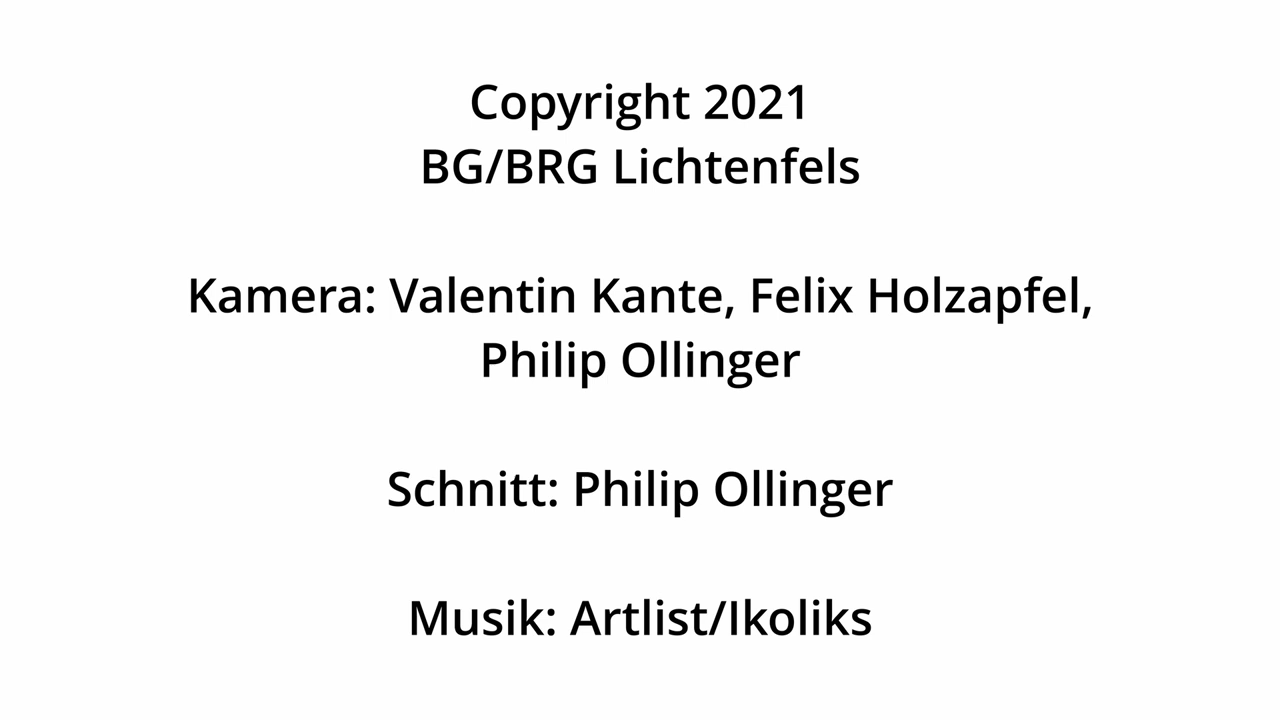 Copyright 2021
BG/BRG Lichtenfels
Kamera: Valentin Kante, Felix Holzapfel,
Philip Ollinger
Schnitt: Philip Ollinger
Musik: Artlist/Ikoliks